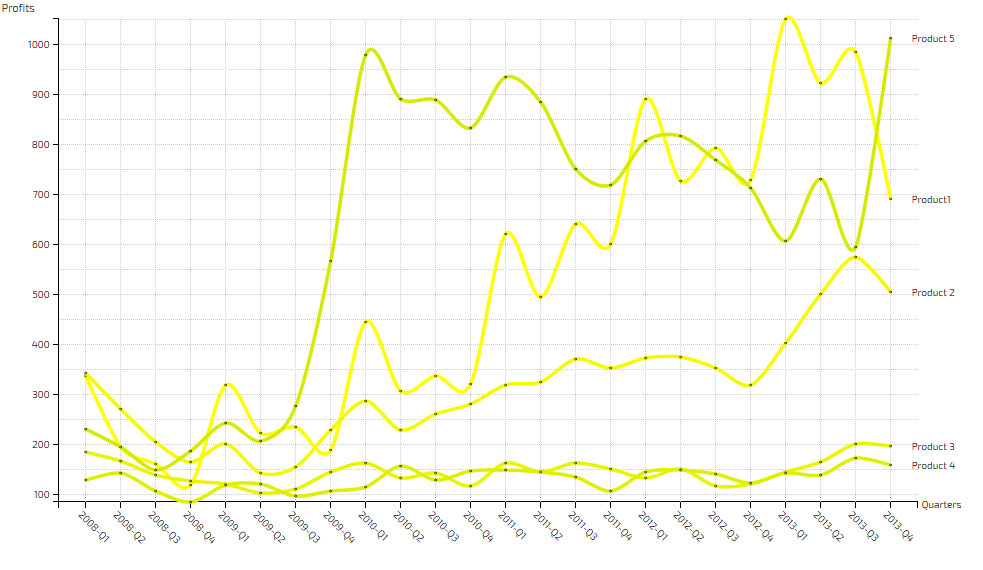 Profits
1000
900
800
700
600
500
400
300
200
100
Product 5
Product1
Product 2
Product 3
Product 4
Quarters
2008-Q1
2008-Q2
2008-Q3
2008-Q4
2009-Q1
2009-Q2
2009-Q3
2009-Q4
2010-Q1
2010-Q2
2010-Q3
2010-Q4
2011-Q1
2011-Q2
2011-Q3
2011-Q4
2012-Q1
2012-Q2
2012-Q3
2012-Q4
2013-Q1
2013-Q2
2013-Q3
2013-Q4